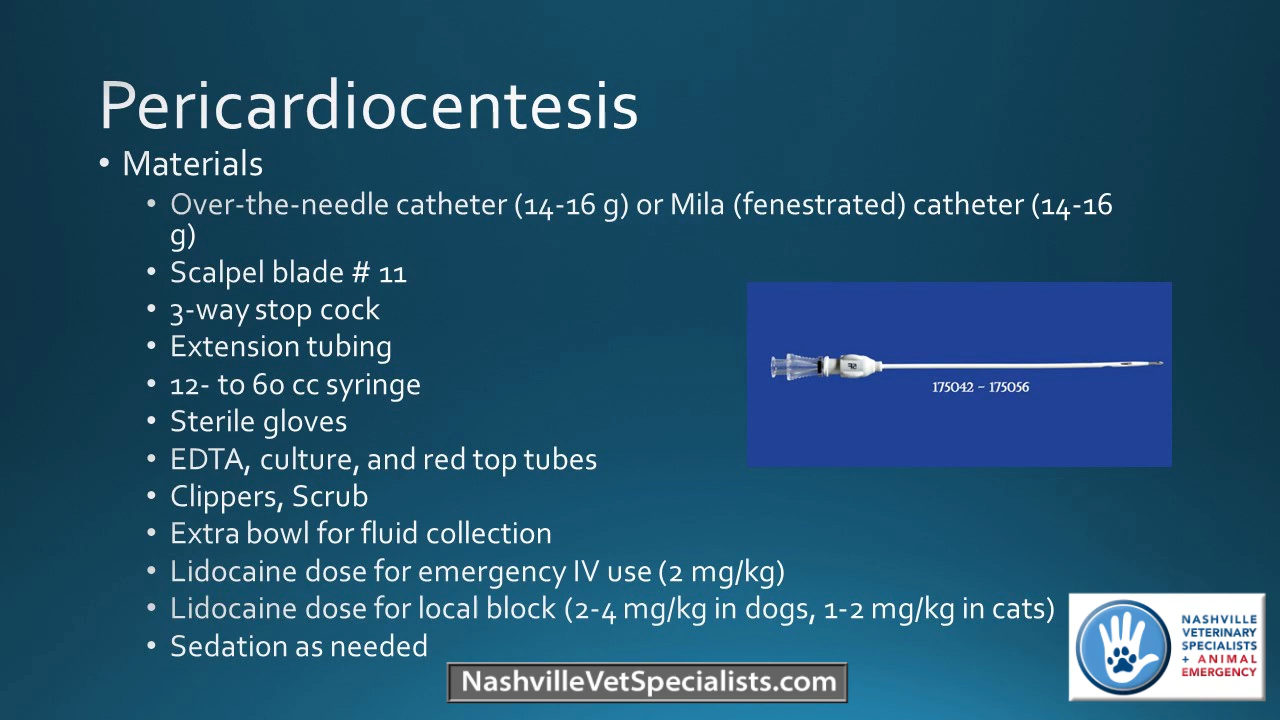 Pericardiocentesis
• Materials
• Over-the-needle catheter (14-16 g) or Mila (fenestrated) catheter (14-16
g)
• Scalpel blade # 11
• 3-way stop cock
• Extension tubing
• 12- to 60 cc syringe
• Sterile gloves
• EDTA, culture, and red top tubes
• Clippers, Scrub
• Extra bowl for fluid collection
• Lidocaine dose for emergency IV use (2 mg/kg)
• Lidocaine dose for local block (2-4 mg/kg in dogs, 1-2 mg/kg in cats)
• Sedation as needed
175042 ~ 175056
NASHVILLE
VETERINARY
SPECIALISTS
+ ANIMAL
EMERGENCY
NashvilleVetSpecialists.com